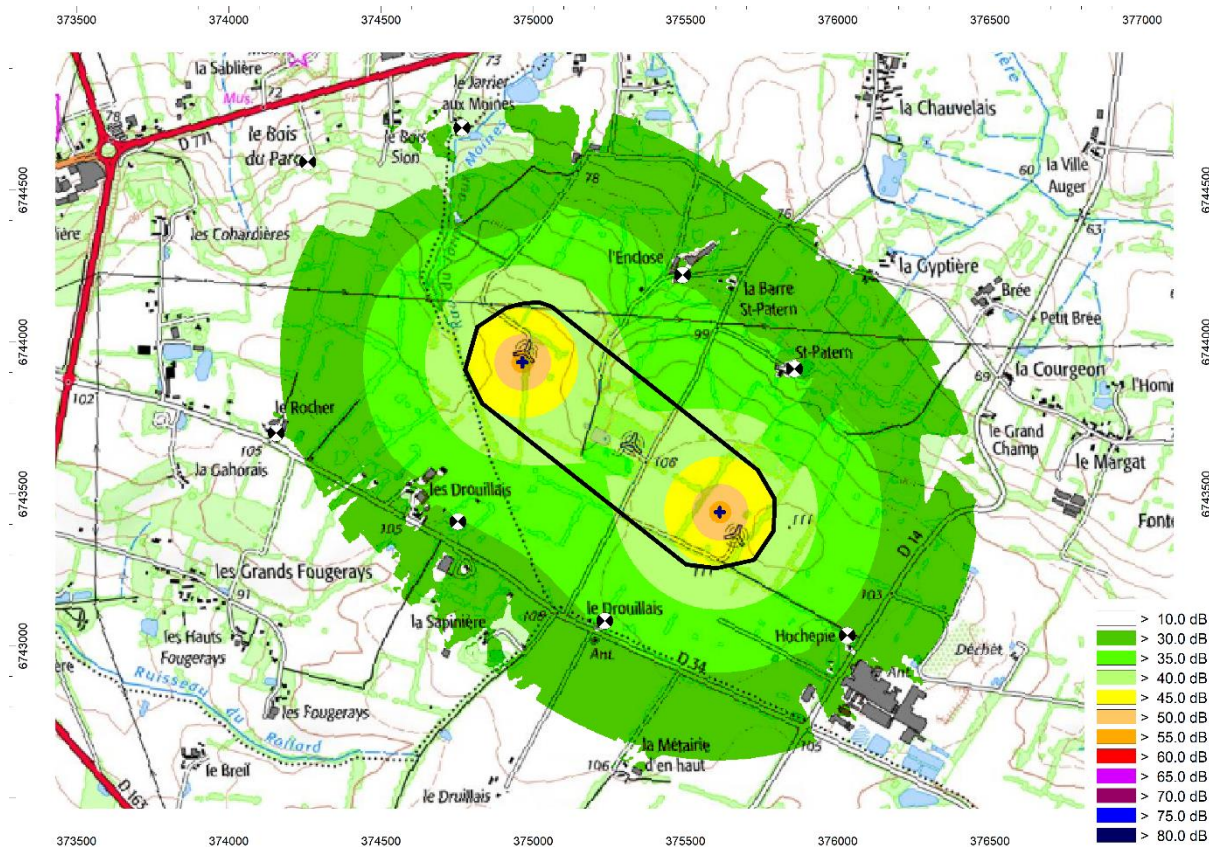 373500 374000 374500 375000 375500 376000 376500 377000
la Sablière
72
Mus.
73
le Jarrier
aux Moines
la Chauvelais
78
D 771
le Bois
du Parc
le Bois
Sion
Moines
la Ville
Auger
60
6744500
6744500
78
76
63
les Cohardières
l'Enclose
la Barre
St-Patern
la Gyptière
Brée
Petit Brée
6744000
6744000
99
St-Patern
69
la Courgeon
102
le Rocher
le Grand
Champ
105
la Gahorais
108
le Margat
les Drouillais
6743500
6743500
105
111
111
D 14
les Grands Fougerays
91
103
108
le Drouillais
Hochepie
la Sapinière
Ant.
D 34
les Hauts
Fougerays
Déchèt
Ant.
6743000
6743000
Ruisseau
du
Rollard
les Fougerays
105
la Métairie
d'en haut
106
le Breil
le Druillais
D 163
> 10.0 dB
> 30.0 dB
> 35.0 dB
> 40.0 dB
> 45.0 dB
> 50.0 dB
> 55.0 dB
> 60.0 dB
> 65.0 dB
> 70.0 dB
> 75.0 dB
> 80.0 dB
373500 374000 374500 375000 375500 376000 376500